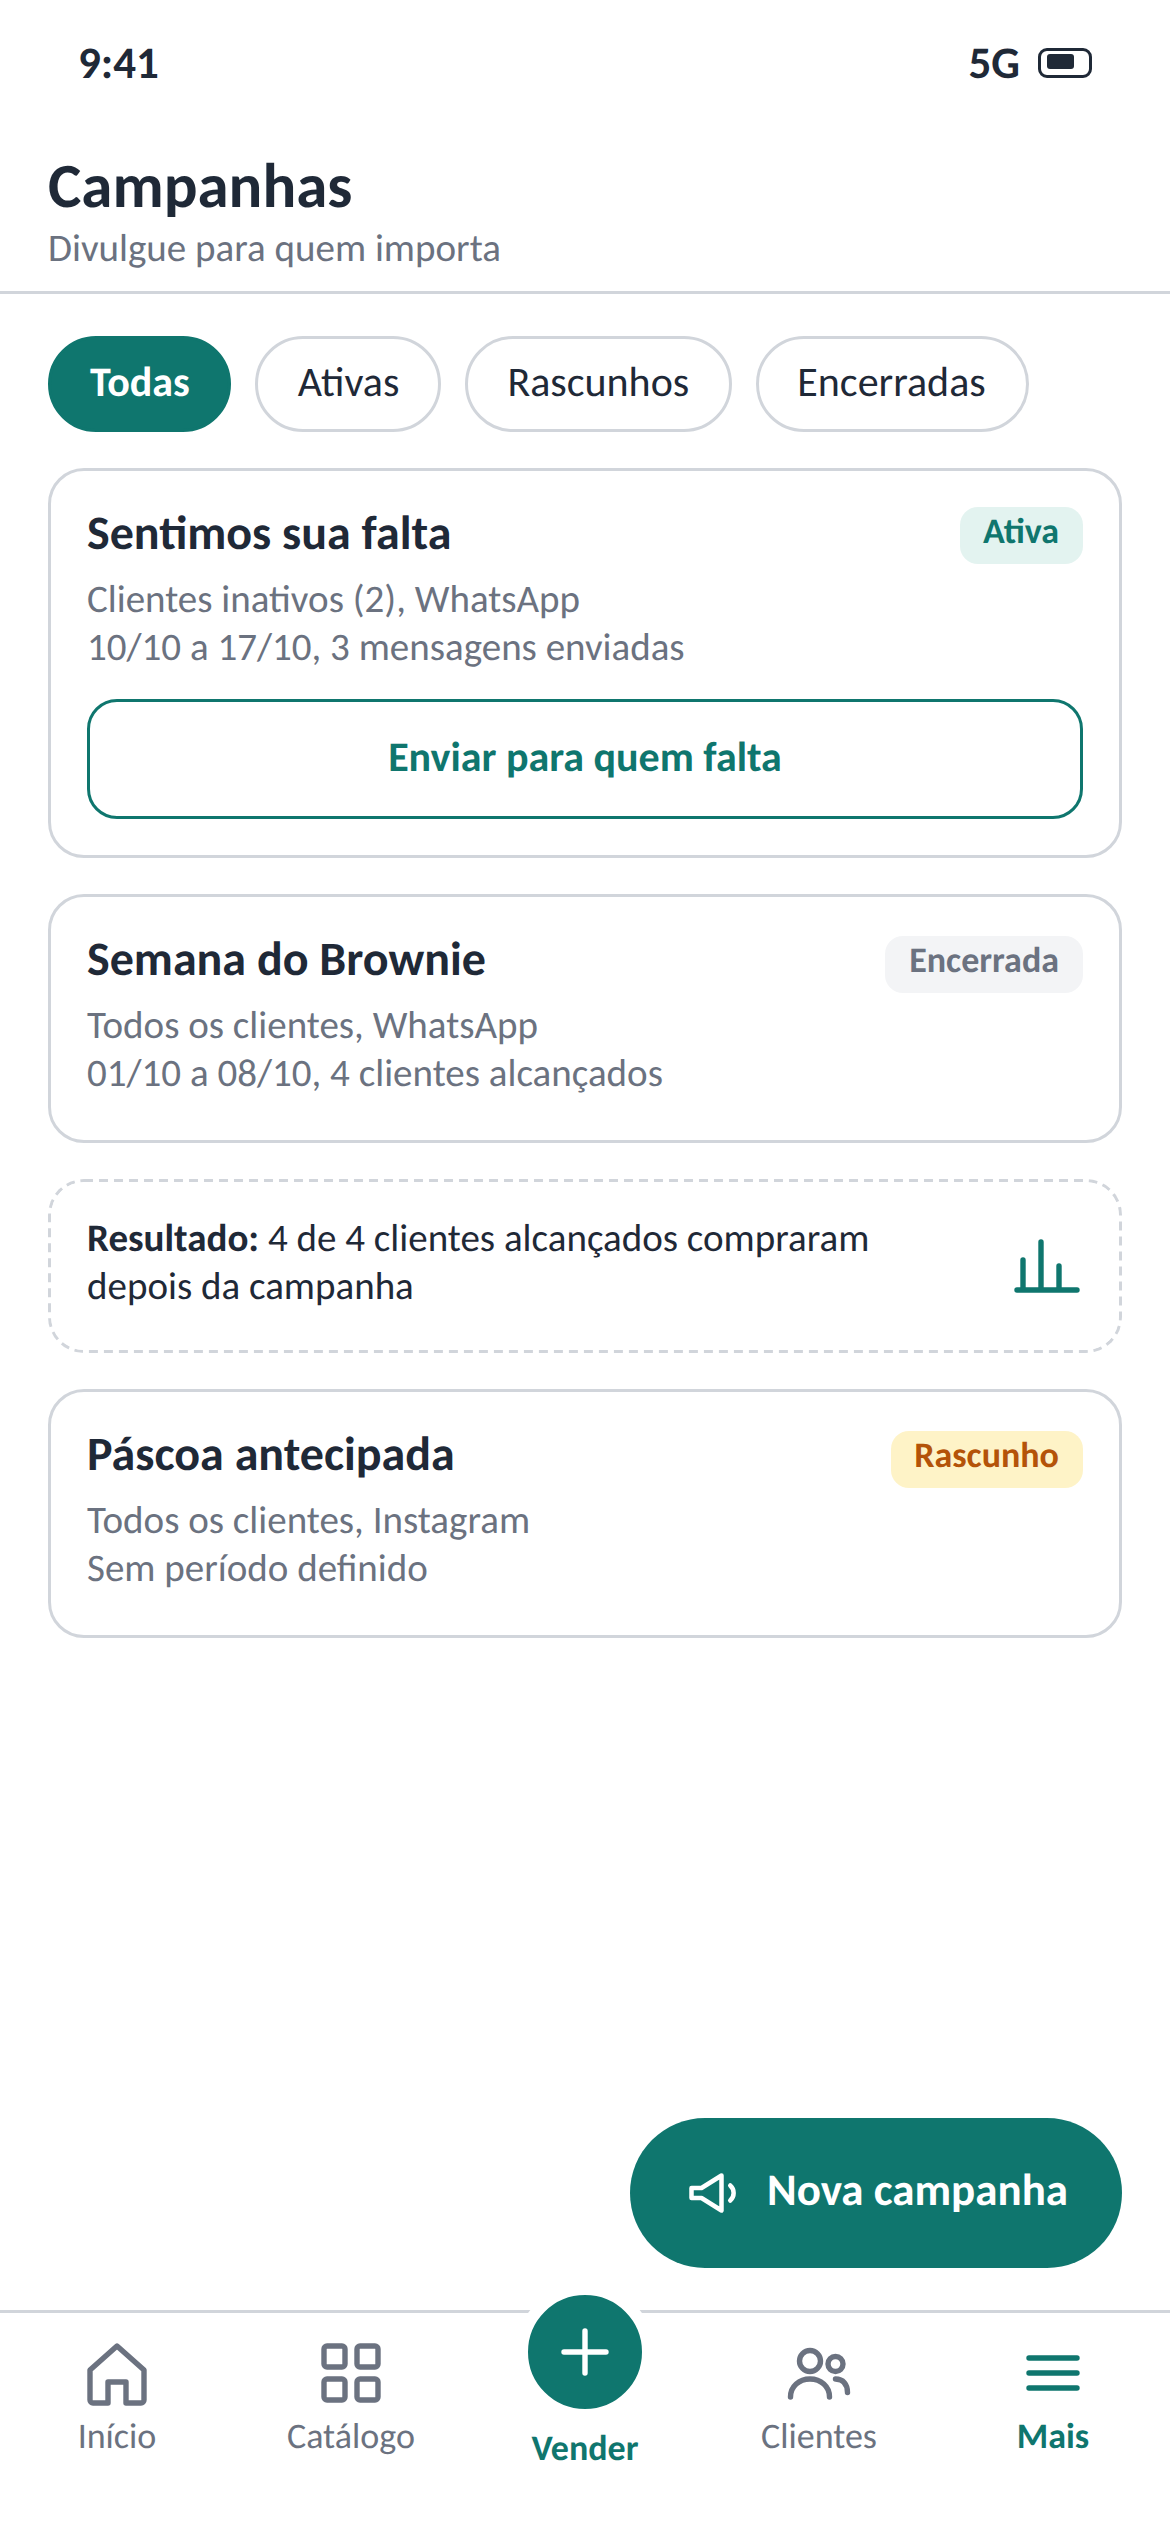 9:41
5G
Campanhas
Divulgue para quem importa
Todas
Ativas
Rascunhos
Encerradas
Sentimos sua falta
Ativa
Clientes inativos (2), WhatsApp
10/10 a 17/10, 3 mensagens enviadas
Enviar para quem falta
Semana do Brownie
Encerrada
Todos os clientes, WhatsApp
01/10 a 08/10, 4 clientes alcançados
Resultado: 4 de 4 clientes alcançados compraram
depois da campanha
Páscoa antecipada
Rascunho
Todos os clientes, Instagram
Sem período definido
Nova campanha
Início
Catálogo
Vender
Clientes
Mais